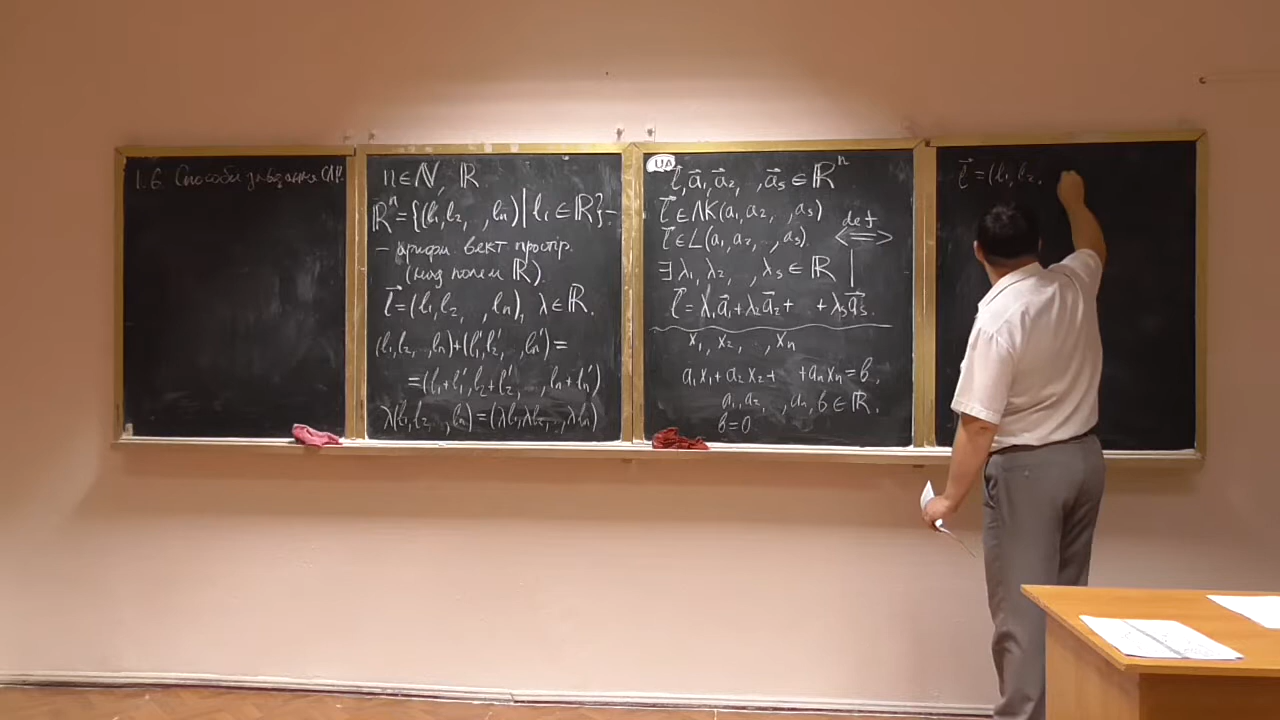 1.6 Способи з'ясування СЛР.
n ∈ ℕ, ℝ
ℝⁿ = {(l₁, l₂, , lₙ) | l₁ ∈ ℝ} –
– арифм. вект простір.
(над полем ℝ).
l⃗ = (l₁, l₂, , lₙ), λ ∈ ℝ.
(l₁, l₂, .., lₙ) + (l₁', l₂', .., lₙ') =
= (l₁+l₁', l₂+l₂', .., lₙ+lₙ')
λ(l₁, l₂, .., lₙ) = (λl₁, λl₂, .., λlₙ)
UA
l⃗, a⃗₁, a⃗₂, , a⃗ₛ ∈ ℝⁿ
l⃗ ∈ ЛК(a₁, a₂, , aₛ)
l⃗ ∈ L(a₁, a₂, .., aₛ). ⟺ def
∃ λ₁, λ₂, , λₛ ∈ ℝ |
l⃗ = λ₁a⃗₁ + λ₂a⃗₂ + .. + λₛa⃗ₛ.
x₁, x₂, .., xₙ
a₁x₁ + a₂x₂ + + aₙxₙ = b,
a₁, a₂, , aₙ, b ∈ ℝ.
b = 0
l⃗ = (l₁, l₂,